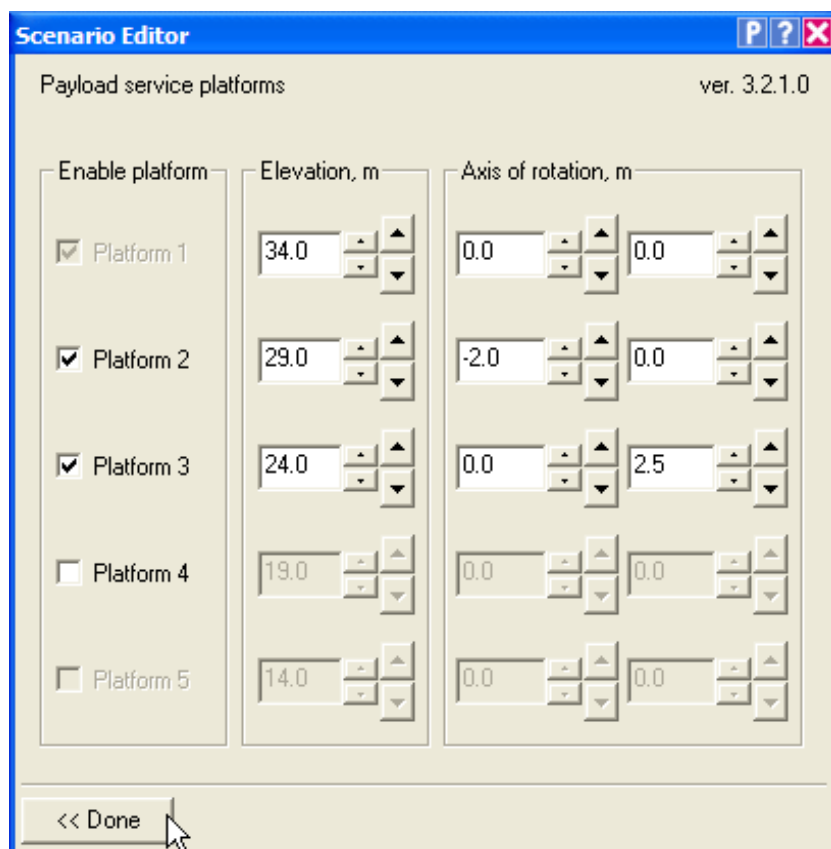 Scenario Editor P ? X
Payload service platforms ver. 3.2.1.0
Enable platform Elevation, m Axis of rotation, m
Platform 1 34.0 0.0 0.0
Platform 2 29.0 -2.0 0.0
Platform 3 24.0 0.0 2.5
Platform 4 19.0 0.0 0.0
Platform 5 14.0 0.0 0.0
<< Done